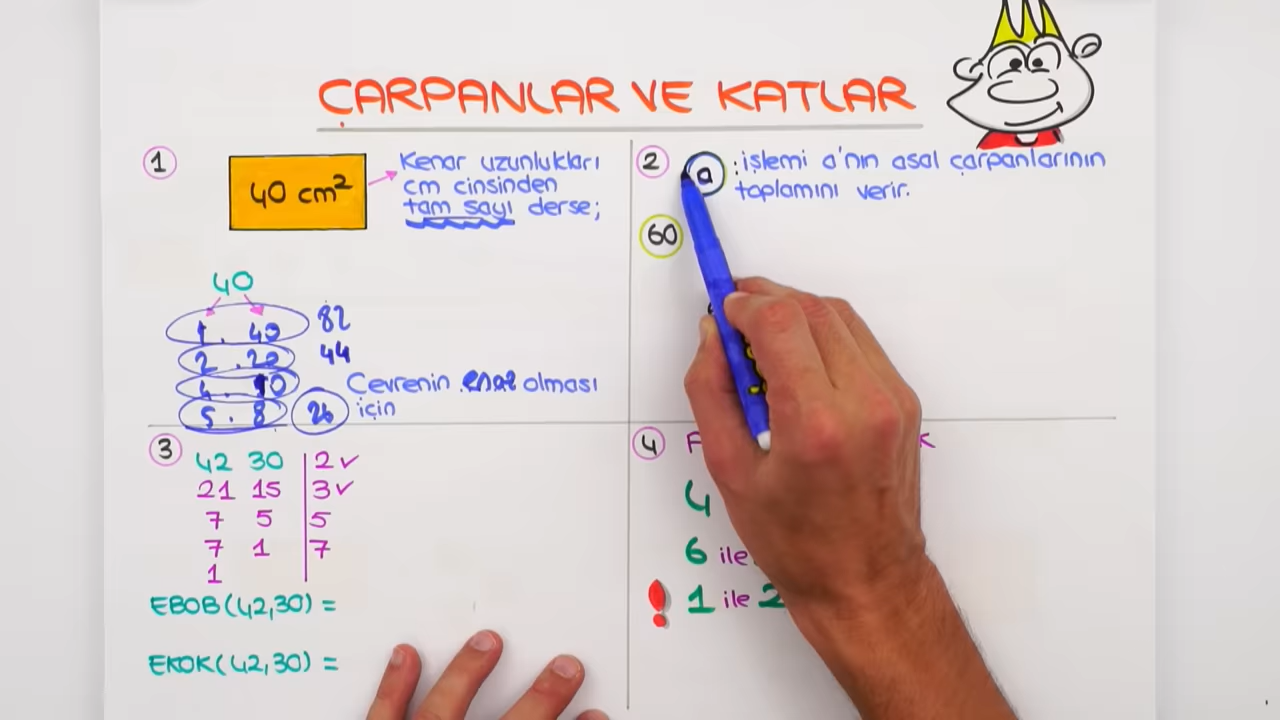 ÇARPANLAR VE KATLAR
1
40 cm²
Kenar uzunlukları
cm cinsinden
tam sayı derse;
40
1 . 40
82
2 . 20
44
4 . 10
5 . 8
26
Çevrenin enaz olması
için
2
a :işlemi a'nın asal çarpanlarının
toplamını verir.
60
3
42 30 2 ✓
21 15 3 ✓
7 5 5
7 1 7
1
EBOB(42,30) =
EKOK(42,30) =
4
4
6 ile
! 1 ile 2